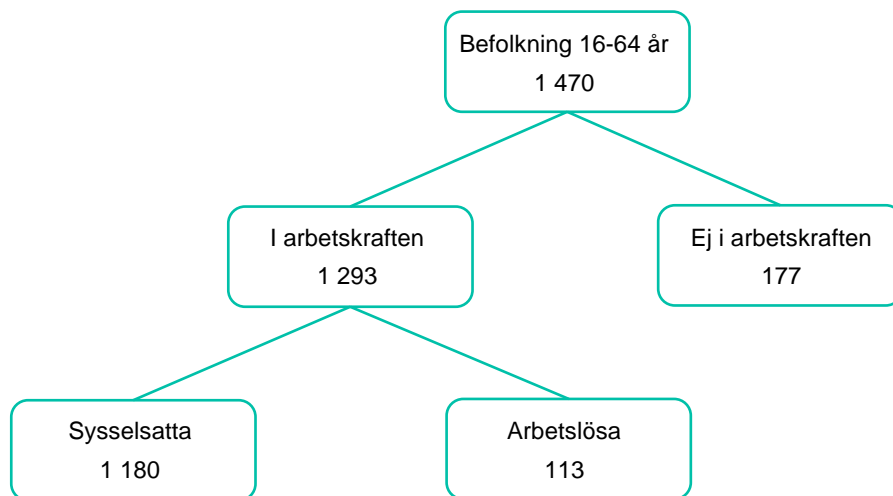 Befolkning 16-64 år
1 470
I arbetskraften
1 293
Ej i arbetskraften
177
Sysselsatta
1 180
Arbetslösa
113